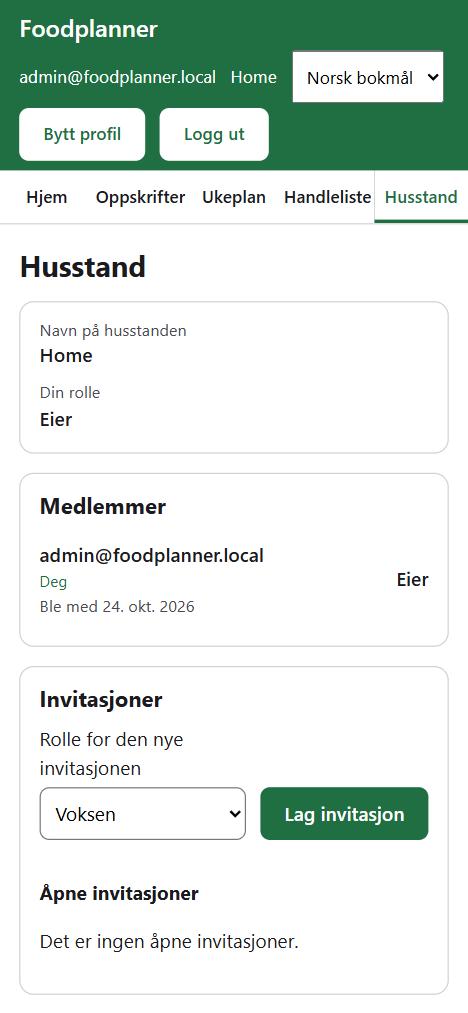 Foodplanner
admin@foodplanner.local Home Norsk bokmål
Bytt profil Logg ut
Hjem Oppskrifter Ukeplan Handleliste Husstand
Husstand
Navn på husstanden
Home
Din rolle
Eier
Medlemmer
admin@foodplanner.local
Deg
Eier
Ble med 24. okt. 2026
Invitasjoner
Rolle for den nye
invitasjonen
Voksen Lag invitasjon
Åpne invitasjoner
Det er ingen åpne invitasjoner.